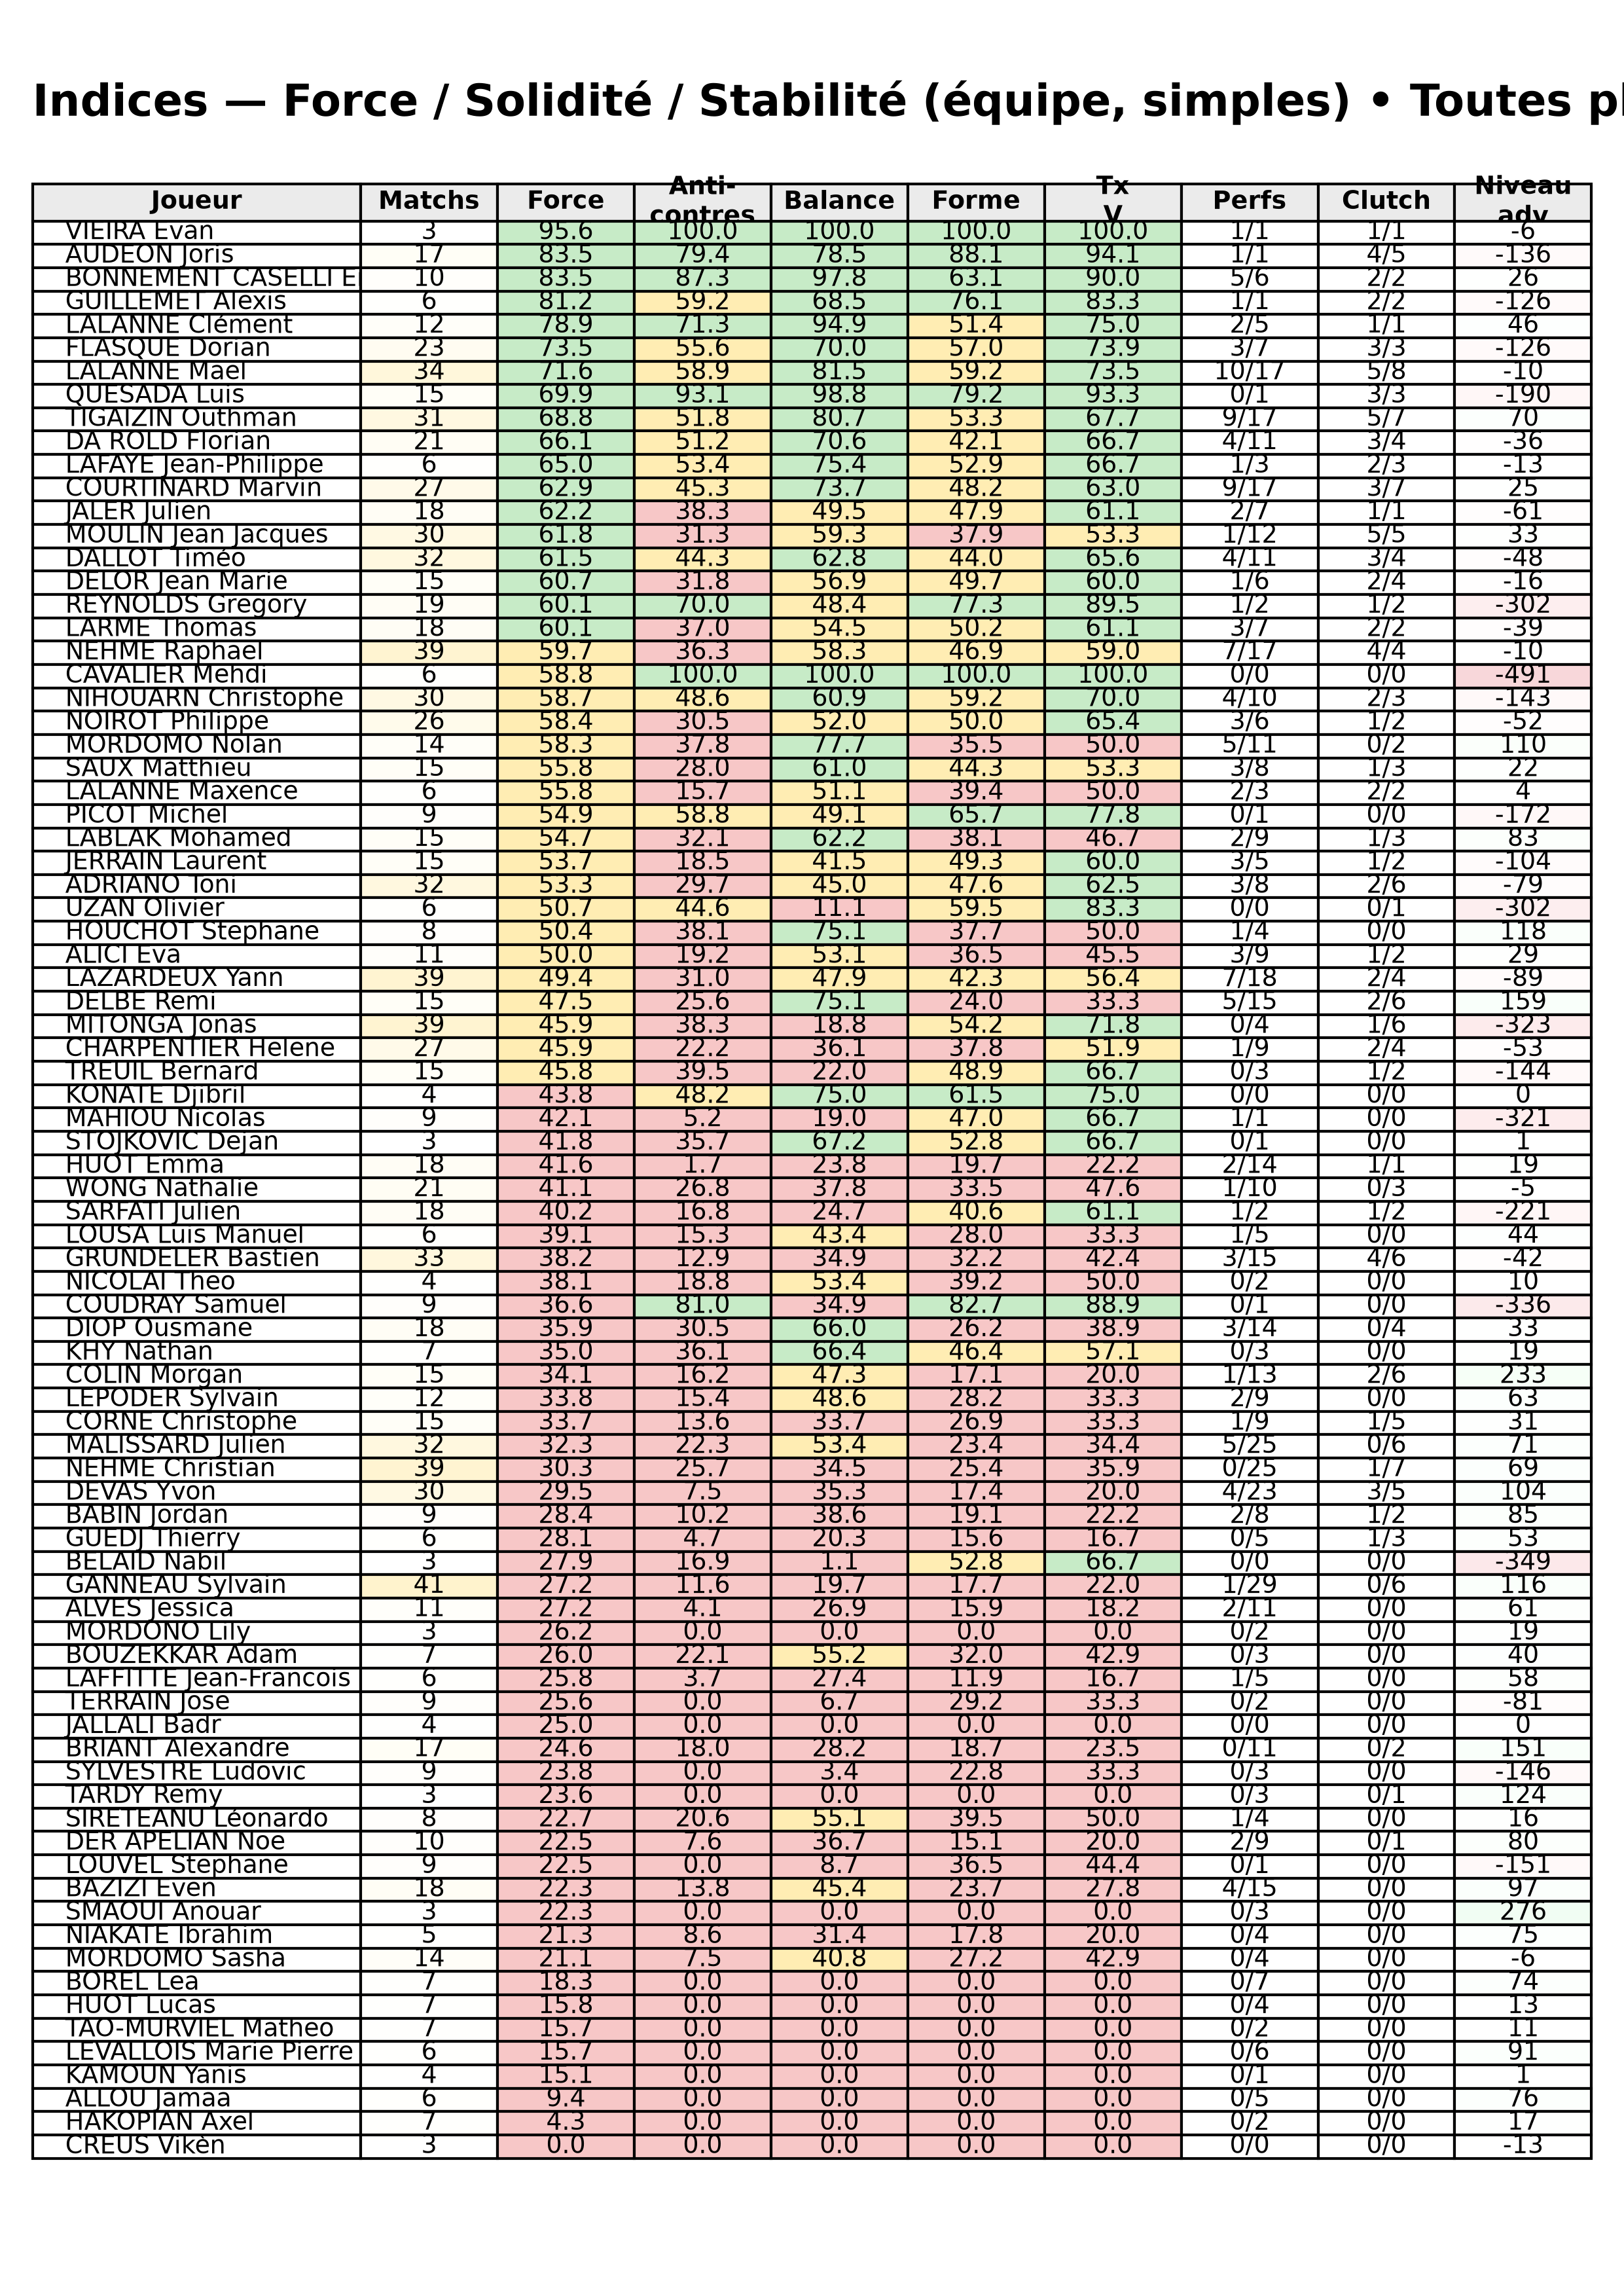 Indices — Force / Solidité / Stabilité (équipe, simples) • Toutes
Joueur Matchs Force Anti-contres Balance Forme Tx V Perfs Clutch Niveau adv
VIEIRA Evan 3 95.6 100.0 100.0 100.0 100.0 1/1 1/1 -6
AUDEON Joris 17 83.5 79.4 78.5 88.1 94.1 1/1 4/5 -136
BONNEMENT CASELLI E 10 83.5 87.3 97.8 63.1 90.0 5/6 2/2 26
GUILLEMET Alexis 6 81.2 59.2 68.5 76.1 83.3 1/1 2/2 -126
LALANNE Clément 12 78.9 71.3 94.9 51.4 75.0 2/5 1/1 46
FLASQUE Dorian 23 73.5 55.6 70.0 57.0 73.9 3/7 3/3 -126
LALANNE Mael 34 71.6 58.9 81.5 59.2 73.5 10/17 5/8 -10
QUESADA Luis 15 69.9 93.1 98.8 79.2 93.3 0/1 3/3 -190
TIGAIZIN Outhman 31 68.8 51.8 80.7 53.3 67.7 9/17 5/7 70
DA ROLD Florian 21 66.1 51.2 70.6 42.1 66.7 4/11 3/4 -36
LAFAYE Jean-Philippe 6 65.0 53.4 75.4 52.9 66.7 1/3 2/3 -13
COURTINARD Marvin 27 62.9 45.3 73.7 48.2 63.0 9/17 3/7 25
JALER Julien 18 62.2 38.3 49.5 47.9 61.1 2/7 1/1 -61
MOULIN Jean Jacques 30 61.8 31.3 59.3 37.9 53.3 1/12 5/5 33
DALLOT Timéo 32 61.5 44.3 62.8 44.0 65.6 4/11 3/4 -48
DELOR Jean Marie 15 60.7 31.8 56.9 49.7 60.0 1/6 2/4 -16
REYNOLDS Gregory 19 60.1 70.0 48.4 77.3 89.5 1/2 1/2 -302
LARME Thomas 18 60.1 37.0 54.5 50.2 61.1 3/7 2/2 -39
NEHME Raphael 39 59.7 36.3 58.3 46.9 59.0 7/17 4/4 -10
CAVALIER Mehdi 6 58.8 100.0 100.0 100.0 100.0 0/0 0/0 -491
NIHOUARN Christophe 30 58.7 48.6 60.9 59.2 70.0 4/10 2/3 -143
NOIROT Philippe 26 58.4 30.5 52.0 50.0 65.4 3/6 1/2 -52
MORDOMO Nolan 14 58.3 37.8 77.7 35.5 50.0 5/11 0/2 110
SAUX Matthieu 15 55.8 28.0 61.0 44.3 53.3 3/8 1/3 22
LALANNE Maxence 6 55.8 15.7 51.1 39.4 50.0 2/3 2/2 4
PICOT Michel 9 54.9 58.8 49.1 65.7 77.8 0/1 0/0 -172
LABLAK Mohamed 15 54.7 32.1 62.2 38.1 46.7 2/9 1/3 83
JERRAIN Laurent 15 53.7 18.5 41.5 49.3 60.0 3/5 1/2 -104
ADRIANO Toni 32 53.3 29.7 45.0 47.6 62.5 3/8 2/6 -79
UZAN Olivier 6 50.7 44.6 11.1 59.5 83.3 0/0 0/1 -302
HOUCHOT Stephane 8 50.4 38.1 75.1 37.7 50.0 1/4 0/0 118
ALICI Eva 11 50.0 19.2 53.1 36.5 45.5 3/9 1/2 29
LAZARDEUX Yann 39 49.4 31.0 47.9 42.3 56.4 7/18 2/4 -89
DELBE Remi 15 47.5 25.6 75.1 24.0 33.3 5/15 2/6 159
MITONGA Jonas 39 45.9 38.3 18.8 54.2 71.8 0/4 1/6 -323
CHARPENTIER Helene 27 45.9 22.2 36.1 37.8 51.9 1/9 2/4 -53
TREUIL Bernard 15 45.8 39.5 22.0 48.9 66.7 0/3 1/2 -144
KONATE Djibril 4 43.8 48.2 75.0 61.5 75.0 0/0 0/0 0
MAHIOU Nicolas 9 42.1 5.2 19.0 47.0 66.7 1/1 0/0 -321
STOJKOVIC Dejan 3 41.8 35.7 67.2 52.8 66.7 0/1 0/0 1
HUOT Emma 18 41.6 1.7 23.8 19.7 22.2 2/14 1/1 19
WONG Nathalie 21 41.1 26.8 37.8 33.5 47.6 1/10 0/3 -5
SARFATI Julien 18 40.2 16.8 24.7 40.6 61.1 1/2 1/2 -221
LOUSA Luis Manuel 6 39.1 15.3 43.4 28.0 33.3 1/5 0/0 44
GRUNDELER Bastien 33 38.2 12.9 34.9 32.2 42.4 3/15 4/6 -42
NICOLAI Theo 4 38.1 18.8 53.4 39.2 50.0 0/2 0/0 10
COUDRAY Samuel 9 36.6 81.0 34.9 82.7 88.9 0/1 0/0 -336
DIOP Ousmane 18 35.9 30.5 66.0 26.2 38.9 3/14 0/4 33
KHY Nathan 7 35.0 36.1 66.4 46.4 57.1 0/3 0/0 19
COLIN Morgan 15 34.1 16.2 47.3 17.1 20.0 1/13 2/6 233
LEPODER Sylvain 12 33.8 15.4 48.6 28.2 33.3 2/9 0/0 63
CORNE Christophe 15 33.7 13.6 33.7 26.9 33.3 1/9 1/5 31
MALISSARD Julien 32 32.3 22.3 53.4 23.4 34.4 5/25 0/6 71
NEHME Christian 39 30.3 25.7 34.5 25.4 35.9 0/25 1/7 69
DEVAS Yvon 30 29.5 7.5 35.3 17.4 20.0 4/23 3/5 104
BABIN Jordan 9 28.4 10.2 38.6 19.1 22.2 2/8 1/2 85
GUEDJ Thierry 6 28.1 4.7 20.3 15.6 16.7 0/5 1/3 53
BELAID Nabil 3 27.9 16.9 1.1 52.8 66.7 0/0 0/0 -349
GANNEAU Sylvain 41 27.2 11.6 19.7 17.7 22.0 1/29 0/6 116
ALVES Jessica 11 27.2 4.1 26.9 15.9 18.2 2/11 0/0 61
MORDONO Lily 3 26.2 0.0 0.0 0.0 0.0 0/2 0/0 19
BOUZEKKAR Adam 7 26.0 22.1 55.2 32.0 42.9 0/3 0/0 40
LAFFITTE Jean-Francois 6 25.8 3.7 27.4 11.9 16.7 1/5 0/0 58
TERRAIN Jose 9 25.6 0.0 6.7 29.2 33.3 0/2 0/0 -81
JALLALI Badr 4 25.0 0.0 0.0 0.0 0.0 0/0 0/0 0
BRIANT Alexandre 17 24.6 18.0 28.2 18.7 23.5 0/11 0/2 151
SYLVESTRE Ludovic 9 23.8 0.0 3.4 22.8 33.3 0/3 0/0 -146
TARDY Remy 3 23.6 0.0 0.0 0.0 0.0 0/3 0/1 124
SIRETEANU Léonardo 8 22.7 20.6 55.1 39.5 50.0 1/4 0/0 16
DER APELIAN Noe 10 22.5 7.6 36.7 15.1 20.0 2/9 0/1 80
LOUVEL Stephane 9 22.5 0.0 8.7 36.5 44.4 0/1 0/0 -151
BAZIZI Even 18 22.3 13.8 45.4 23.7 27.8 4/15 0/0 97
SMAOUI Anouar 3 22.3 0.0 0.0 0.0 0.0 0/3 0/0 276
NIAKATE Ibrahim 5 21.3 8.6 31.4 17.8 20.0 0/4 0/0 75
MORDOMO Sasha 14 21.1 7.5 40.8 27.2 42.9 0/4 0/0 -6
BOREL Lea 7 18.3 0.0 0.0 0.0 0.0 0/7 0/0 74
HUOT Lucas 7 15.8 0.0 0.0 0.0 0.0 0/4 0/0 13
TAO-MURVIEL Matheo 7 15.7 0.0 0.0 0.0 0.0 0/2 0/0 11
LEVALLOIS Marie Pierre 6 15.7 0.0 0.0 0.0 0.0 0/6 0/0 91
KAMOUN Yanis 4 15.1 0.0 0.0 0.0 0.0 0/1 0/0 1
ALLOU Jamaa 6 9.4 0.0 0.0 0.0 0.0 0/5 0/0 76
HAKOPIAN Axel 7 4.3 0.0 0.0 0.0 0.0 0/2 0/0 17
CREUS Vikèn 3 0.0 0.0 0.0 0.0 0.0 0/0 0/0 -13